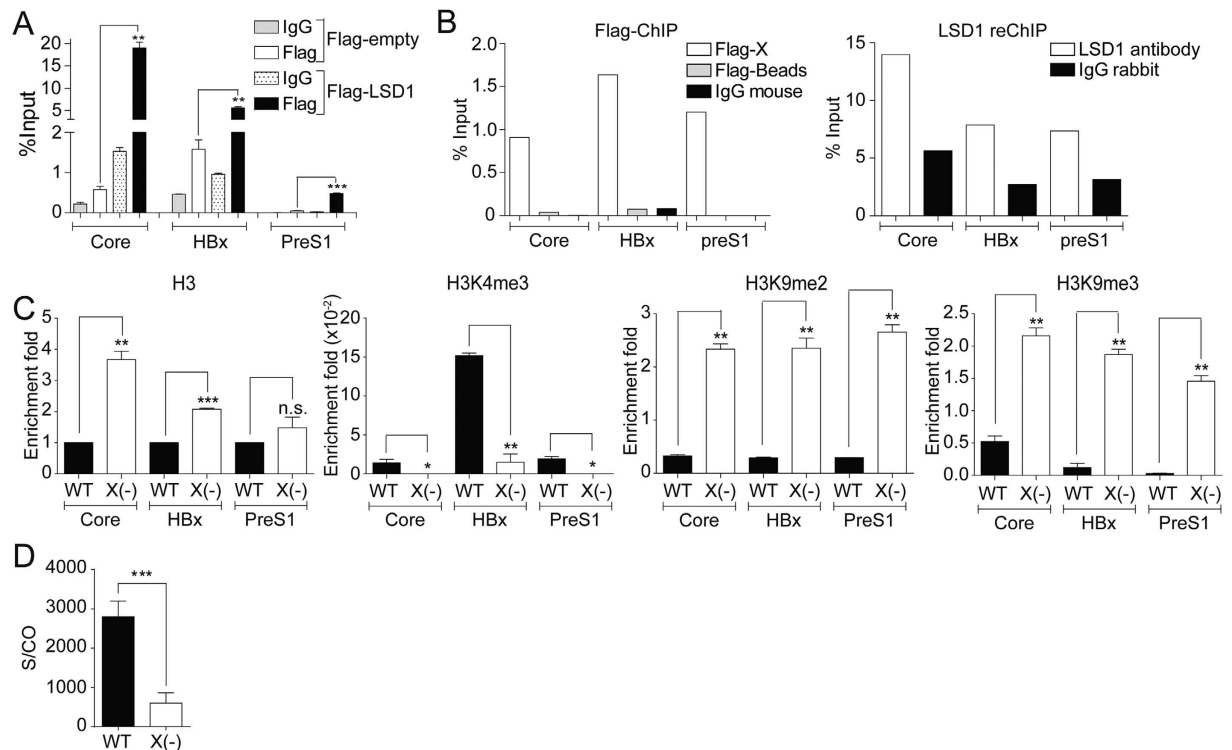 A
IgG
Flag
Flag-empty
IgG
Flag
Flag-LSD1
%Input
25
20
15
10
5
2
1
0
** ** ***
Core HBx PreS1
B
Flag-ChIP
Flag-X
Flag-Beads
IgG mouse
% Input
2.0
1.5
1.0
0.5
0
Core HBx preS1
LSD1 reChIP
LSD1 antibody
IgG rabbit
% Input
15
10
5
0
Core HBx preS1
C
H3
Enrichment fold
5
4
3
2
1
0
** *** n.s.
WT X(-) WT X(-) WT X(-)
Core HBx PreS1
H3K4me3
Enrichment fold (x10-2)
20
15
10
5
0
* ** *
WT X(-) WT X(-) WT X(-)
Core HBx PreS1
H3K9me2
Enrichment fold
3
2
1
0
** ** **
WT X(-) WT X(-) WT X(-)
Core HBx PreS1
H3K9me3
Enrichment fold
2.5
2.0
1.5
1.0
0.5
0.0
** ** **
WT X(-) WT X(-) WT X(-)
Core HBx PreS1
D
S/CO
4000
3000
2000
1000
0
***
WT X(-)